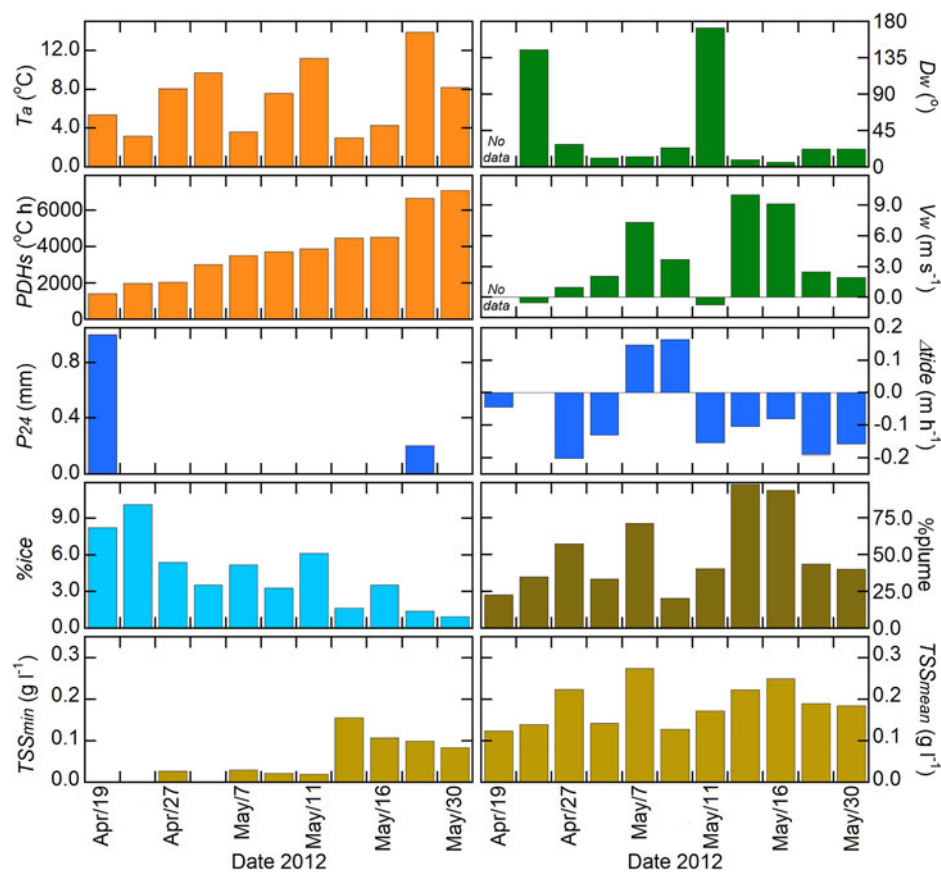 Ta (°C)
12.0
8.0
4.0
0.0
No
data
180
135
90
45
0
Dw (°)
PDHs (°C h)
6000
4000
2000
0
No
data
9.0
6.0
3.0
0.0
Vw (m s-1)
P24 (mm)
0.8
0.4
0.0
0.2
0.1
0.0
-0.1
-0.2
Δtide (m h-1)
%ice
9.0
6.0
3.0
0.0
75.0
50.0
25.0
0.0
%plume
TSSmin (g l-1)
0.3
0.2
0.1
0.0
0.3
0.2
0.1
0.0
TSSmean (g l-1)
Apr/19
Apr/27
May/7
May/11
May/16
May/30
Apr/19
Apr/27
May/7
May/11
May/16
May/30
Date 2012
Date 2012